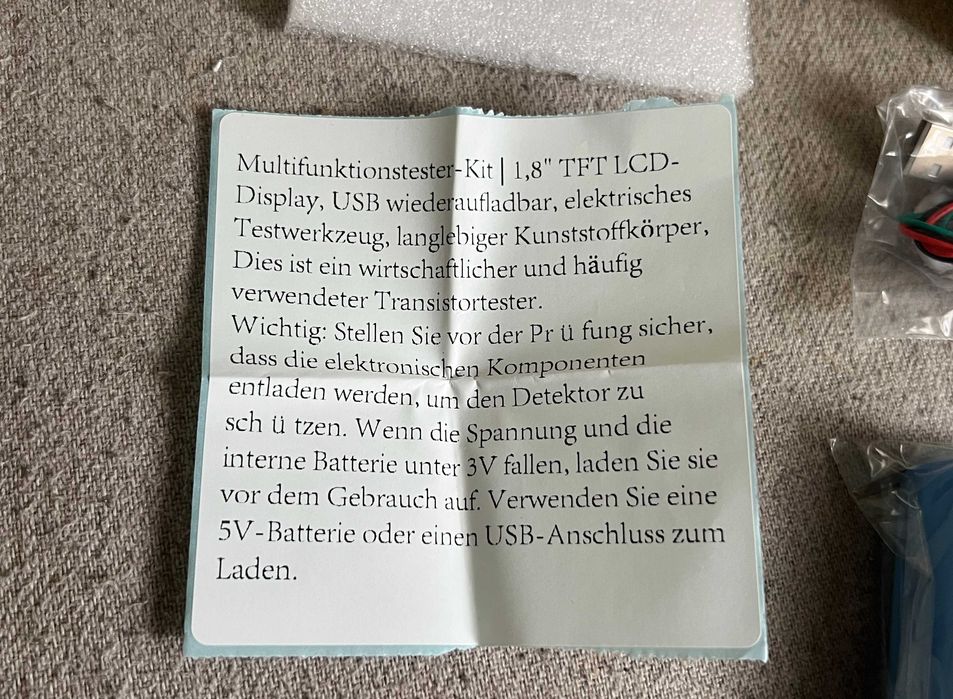 Multifunktionstester-Kit | 1,8" TFT LCD-
Display, USB wiederaufladbar, elektrisches
Testwerkzeug, langlebiger Kunststoffkörper,
Dies ist ein wirtschaftlicher und häufig
verwendeter Transistortester.
Wichtig: Stellen Sie vor der Pr ü fung sicher,
dass die elektronischen Komponenten
entladen werden, um den Detektor zu
sch ü tzen. Wenn die Spannung und die
interne Batterie unter 3V fallen, laden Sie sie
vor dem Gebrauch auf. Verwenden Sie eine
5V-Batterie oder einen USB-Anschluss zum
Laden.